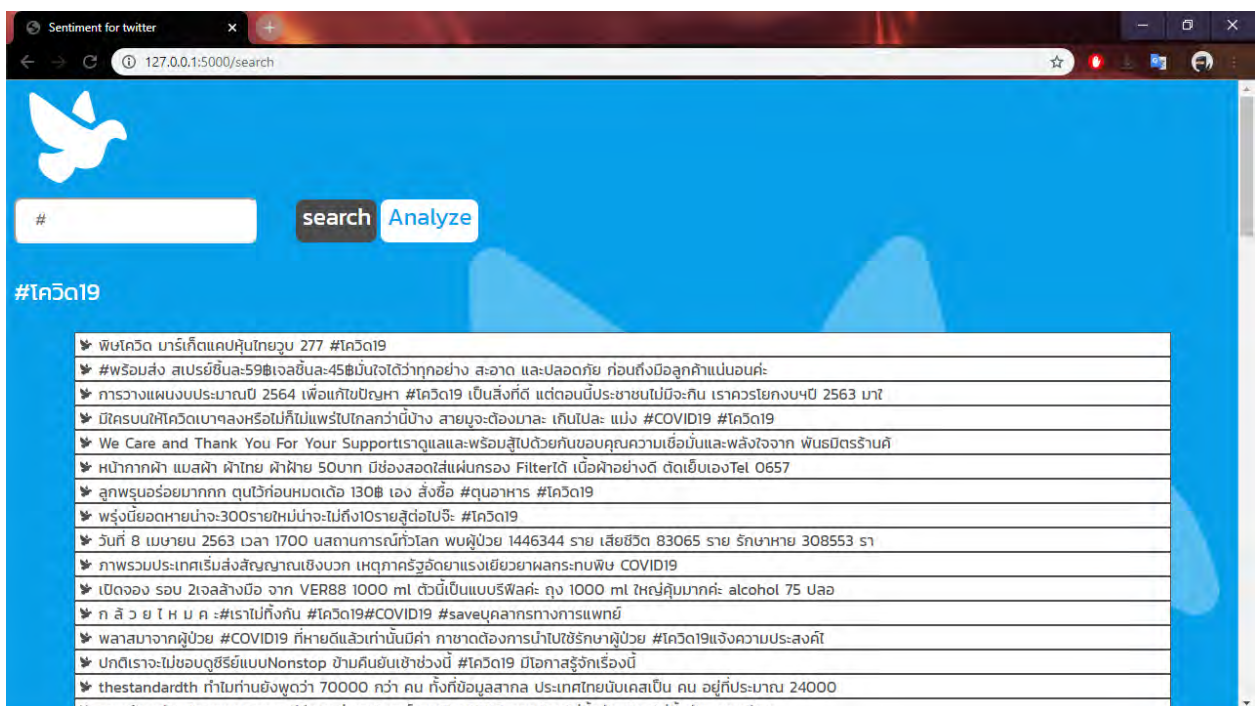 Sentiment for twitter
127.0.0.1:5000/search
#
search Analyze
#โควิด19
พิษโควิด มาร์เก็ตแคปหุ้นไทยวูบ 277 #โควิด19
#พร้อมส่ง สเปรย์ชิ้นละ59฿เจลชิ้นละ45฿มั่นใจได้ว่าทุกอย่าง สะอาด และปลอดภัย ก่อนถึงมือลูกค้าแน่นอนค่ะ
การวางแผนงบประมาณปี 2564 เพื่อแก้ไขปัญหา #โควิด19 เป็นสิ่งที่ดี แต่ตอนนี้ประชาชนไม่มีจะกิน เราควรโยกงบฯปี 2563 มาใ
มีใครบนให้โควิดเบาๆลงหรือไม่ก็ไม่แพร่ไปไกลกว่านี้บ้าง สายมูจะต้องมาละ เกินไปละ แม่ง #COVID19 #โควิด19
We Care and Thank You For Your Supportเราดูแลและพร้อมสู้ไปด้วยกันขอบคุณความเชื่อมั่นและพลังใจจาก พันธมิตรร้านค้
หน้ากากผ้า แมสผ้า ผ้าไทย ผ้าฝ้าย 50บาท มีช่องสอดใส่แผ่นกรอง Filterได้ เนื้อผ้าอย่างดี ตัดเย็บเองTel 0657
ลูกพรุนอร่อยมากกก ตุนไว้ก่อนหมดเด้อ 130฿ เอง สั่งซื้อ #ตุนอาหาร #โควิด19
พรุ่งนี้ยอดหายน่าจะ300รายใหม่น่าจะไม่ถึง10รายสู้ต่อไปจ๊ะ #โควิด19
วันที่ 8 เมษายน 2563 เวลา 1700 นสถานการณ์ทั่วโลก พบผู้ป่วย 1446344 ราย เสียชีวิต 83065 ราย รักษาหาย 308553 รา
ภาพรวมประเทศเริ่มส่งสัญญาณเชิงบวก เหตุภาครัฐอัดยาแรงเยียวยาผลกระทบพิษ COVID19
เปิดจอง รอบ 2เจลล้างมือ จาก VER88 1000 ml ตัวนี้เป็นแบบรีฟิลค่ะ ถุง 1000 ml ใหญ่คุ้มมากค่ะ alcohol 75 ปลอ
ก ล้ ว ย ไ ห ม ค ะ#เราไม่ทิ้งกัน #โควิด19#COVID19 #saveบุคลากรทางการแพทย์
พลาสมาจากผู้ป่วย #COVID19 ที่หายดีแล้วเท่านั้นมีค่า กาชาดต้องการนำไปใช้รักษาผู้ป่วย #โควิด19แจ้งความประสงค์ไ
ปกติเราจะไม่ชอบดูซีรีย์แบบNonstop ข้ามคืนยันเช้าช่วงนี้ #โควิด19 มีโอกาสรู้จักเรื่องนี้
thestandardth ทำไมท่านยังพูดว่า 70000 กว่า คน ทั้งที่ข้อมูลสากล ประเทศไทยนับเคสเป็น คน อยู่ที่ประมาณ 24000